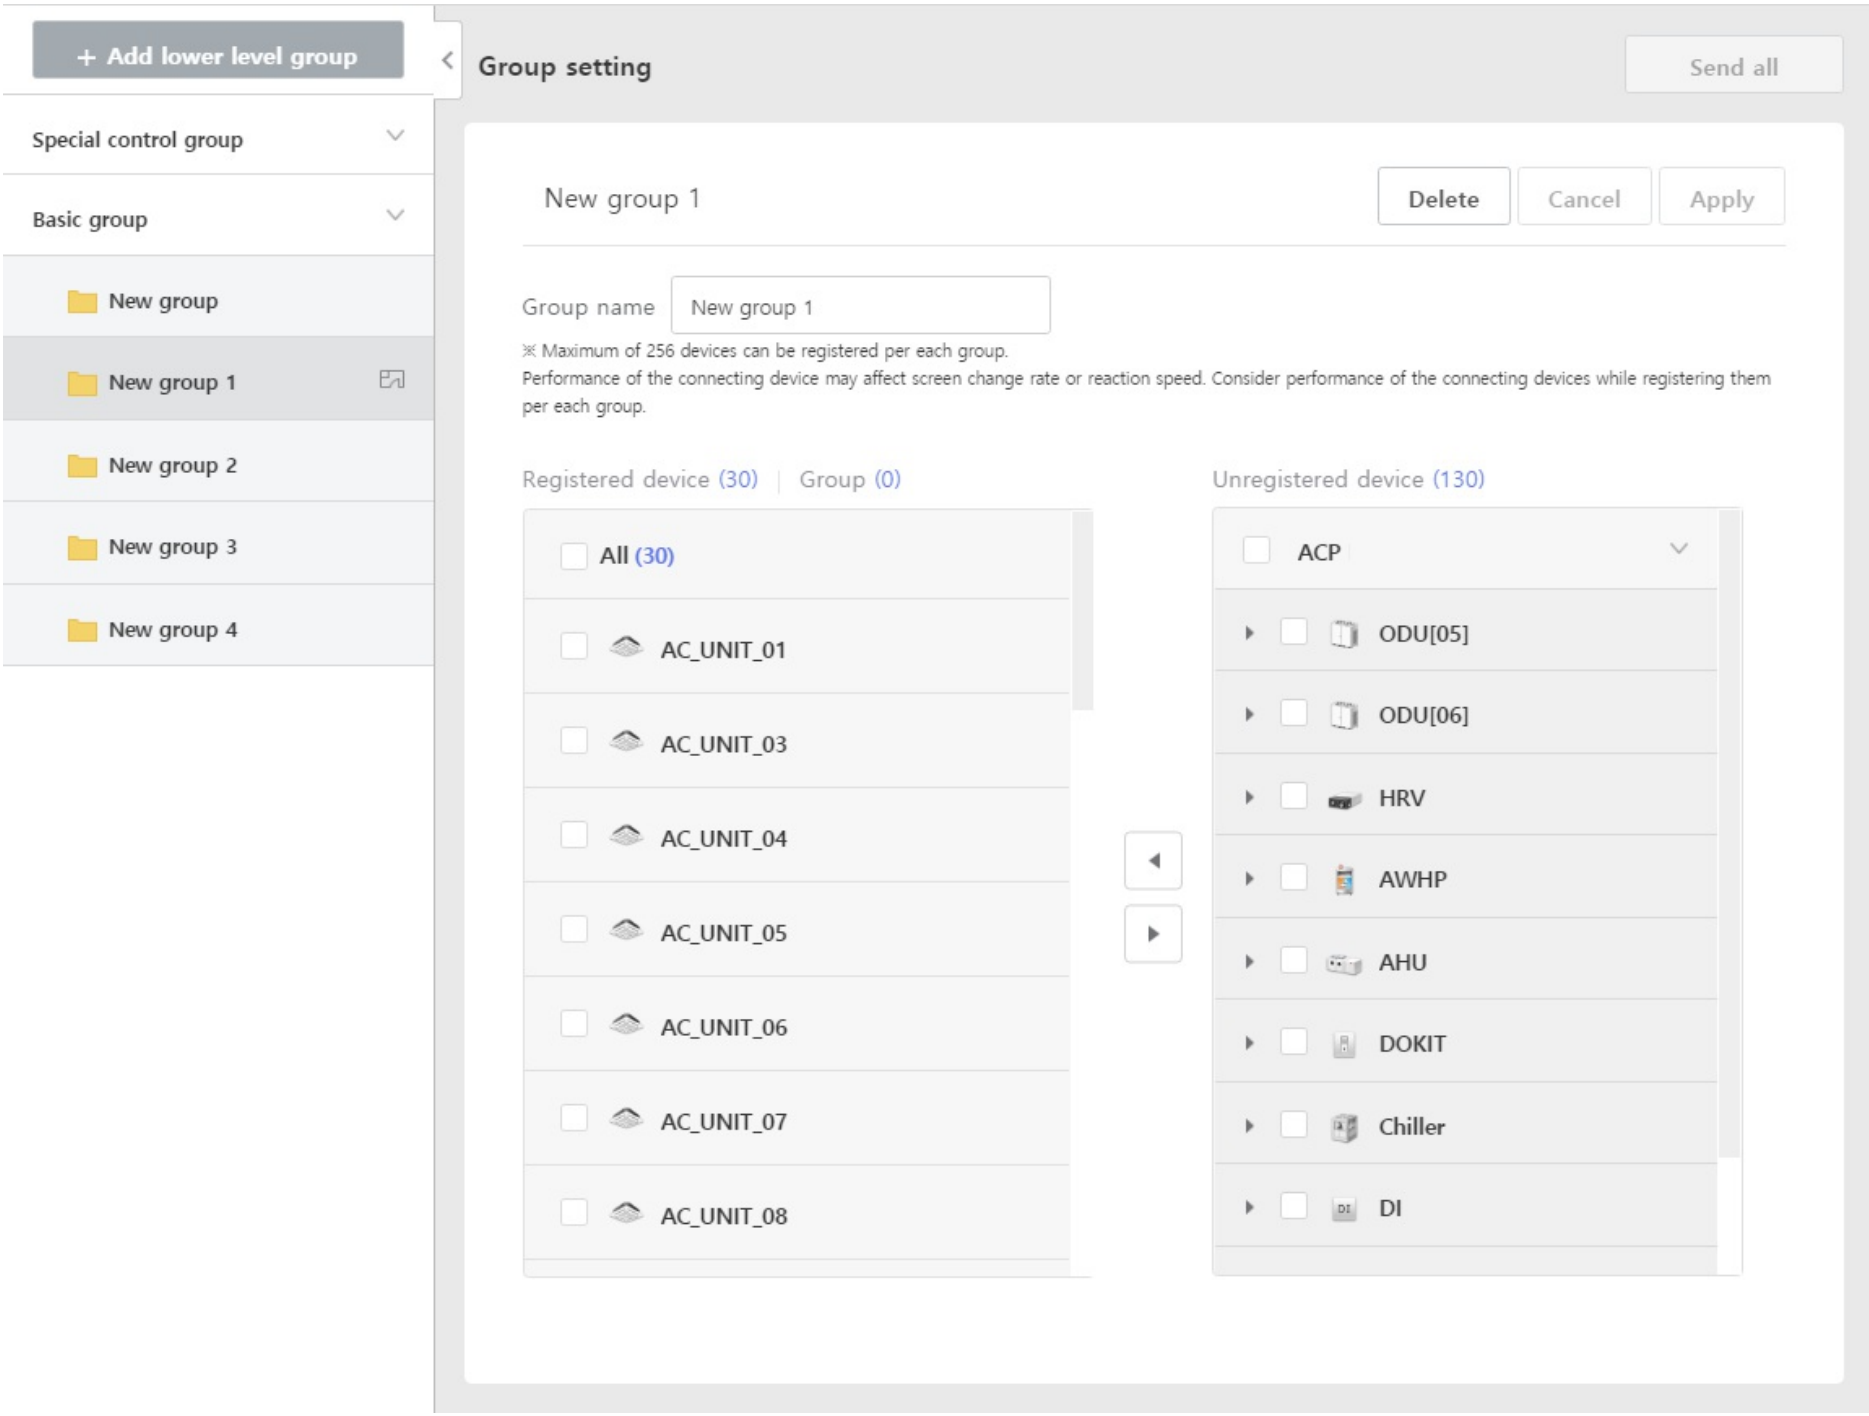 + Add lower level group
Special control group
Basic group
New group
New group 1
New group 2
New group 3
New group 4
Group setting
Send all
New group 1
Delete
Cancel
Apply
Group name
New group 1
※ Maximum of 256 devices can be registered per each group.
Performance of the connecting device may affect screen change rate or reaction speed. Consider performance of the connecting devices while registering them
per each group.
Registered device (30) | Group (0)
All (30)
AC_UNIT_01
AC_UNIT_03
AC_UNIT_04
AC_UNIT_05
AC_UNIT_06
AC_UNIT_07
AC_UNIT_08
Unregistered device (130)
ACP
ODU[05]
ODU[06]
HRV
AWHP
AHU
DOKIT
Chiller
DI DI